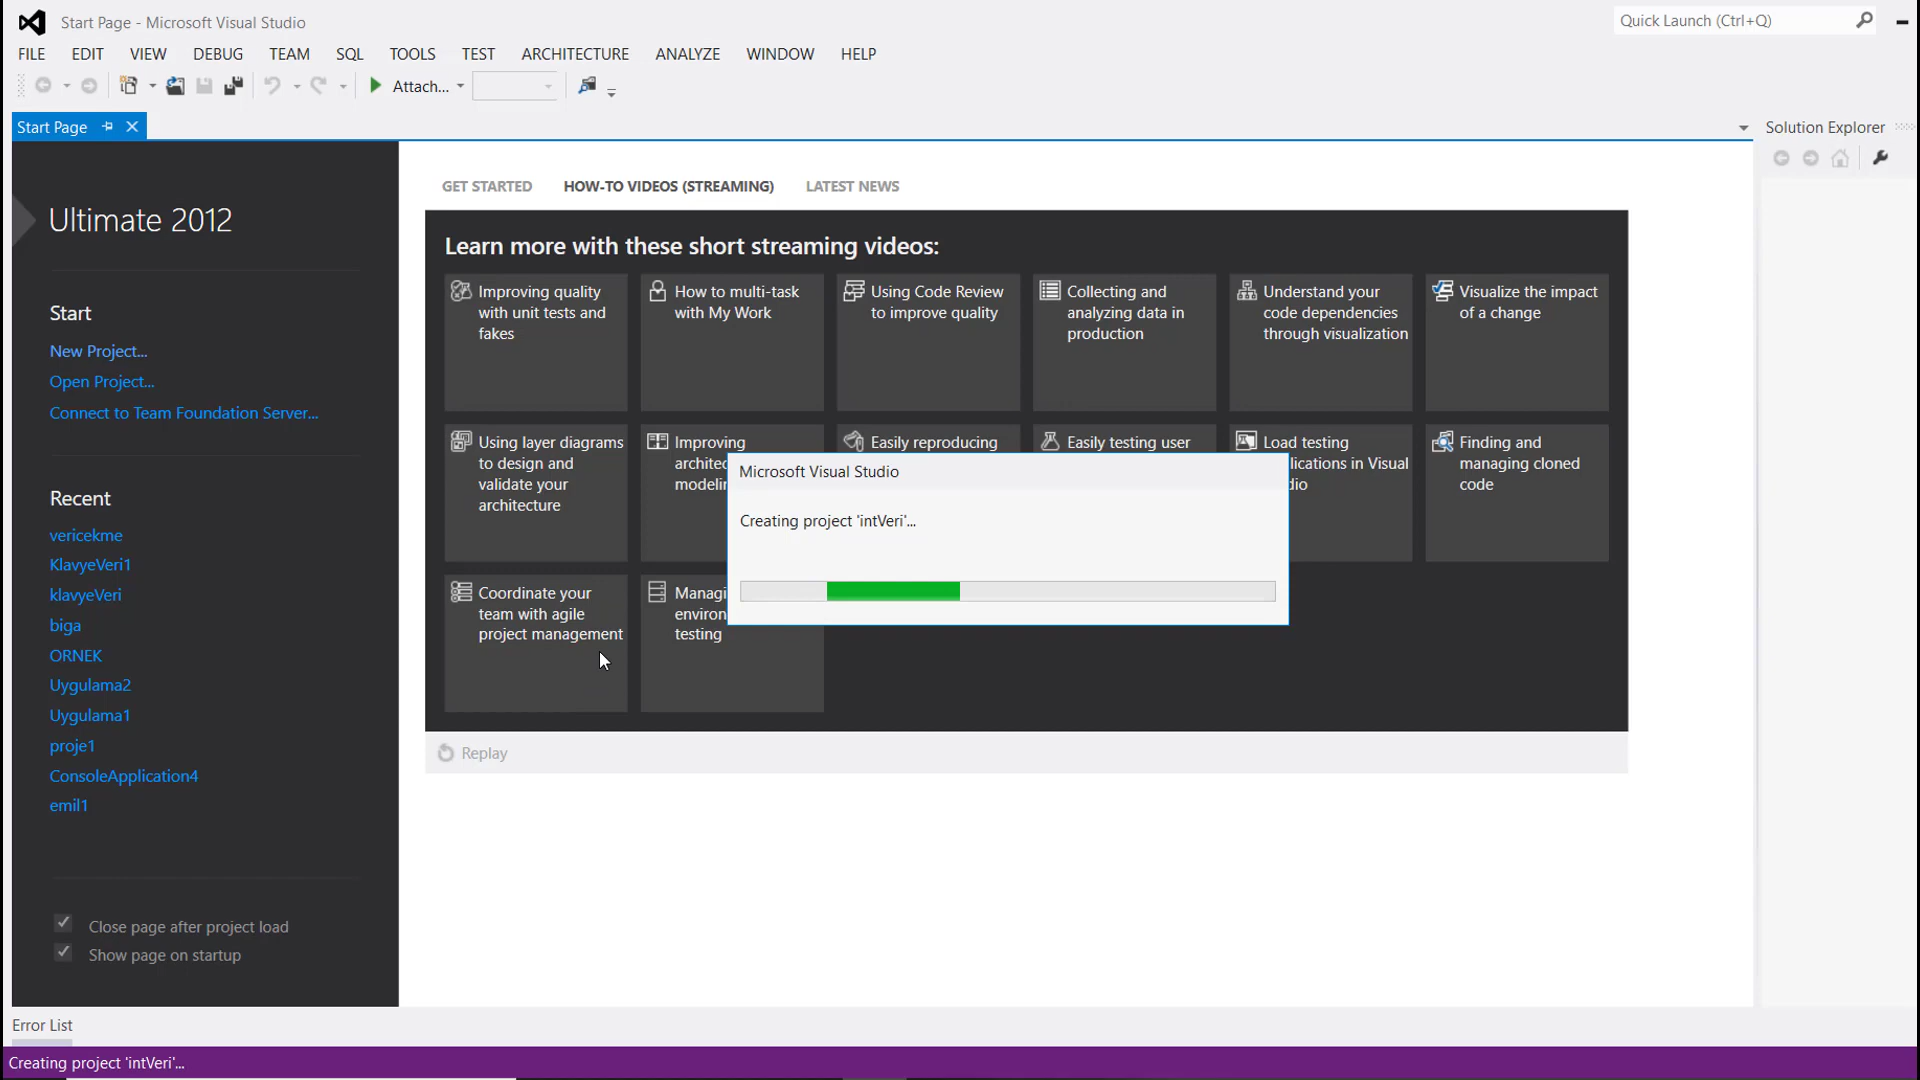 Start Page - Microsoft Visual Studio
Quick Launch (Ctrl+Q)
FILE EDIT VIEW DEBUG TEAM SQL TOOLS TEST ARCHITECTURE ANALYZE WINDOW HELP
Attach...
Start Page
Solution Explorer
Ultimate 2012
Start
New Project...
Open Project...
Connect to Team Foundation Server...
Recent
vericekme
KlavyeVeri1
klavyeVeri
biga
ORNEK
Uygulama2
Uygulama1
proje1
ConsoleApplication4
emil1
Close page after project load
Show page on startup
GET STARTED HOW-TO VIDEOS (STREAMING) LATEST NEWS
Learn more with these short streaming videos:
Improving quality
with unit tests and
fakes
How to multi-task
with My Work
Using Code Review
to improve quality
Collecting and
analyzing data in
production
Understand your
code dependencies
through visualization
Visualize the impact
of a change
Using layer diagrams
to design and
validate your
architecture
Improving
Easily reproducing
Easily testing user
Load testing
in Visual
Finding and
managing cloned
code
Coordinate your
team with agile
project management
testing
Microsoft Visual Studio
Creating project 'intVeri'...
Replay
Error List
Creating project 'intVeri'...